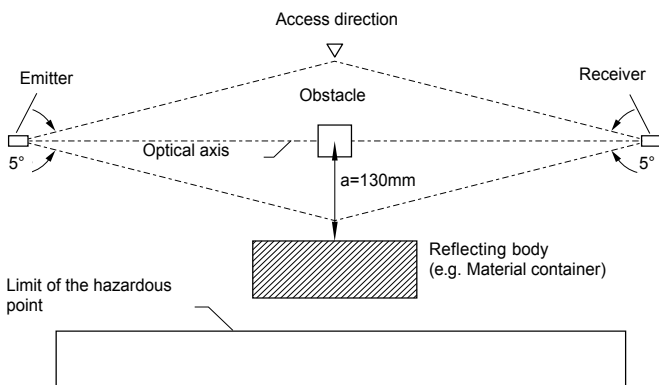 Access direction
Emitter
Receiver
Obstacle
5°
Optical axis
5°
a=130mm
Reflecting body
(e.g. Material container)
Limit of the hazardous
point